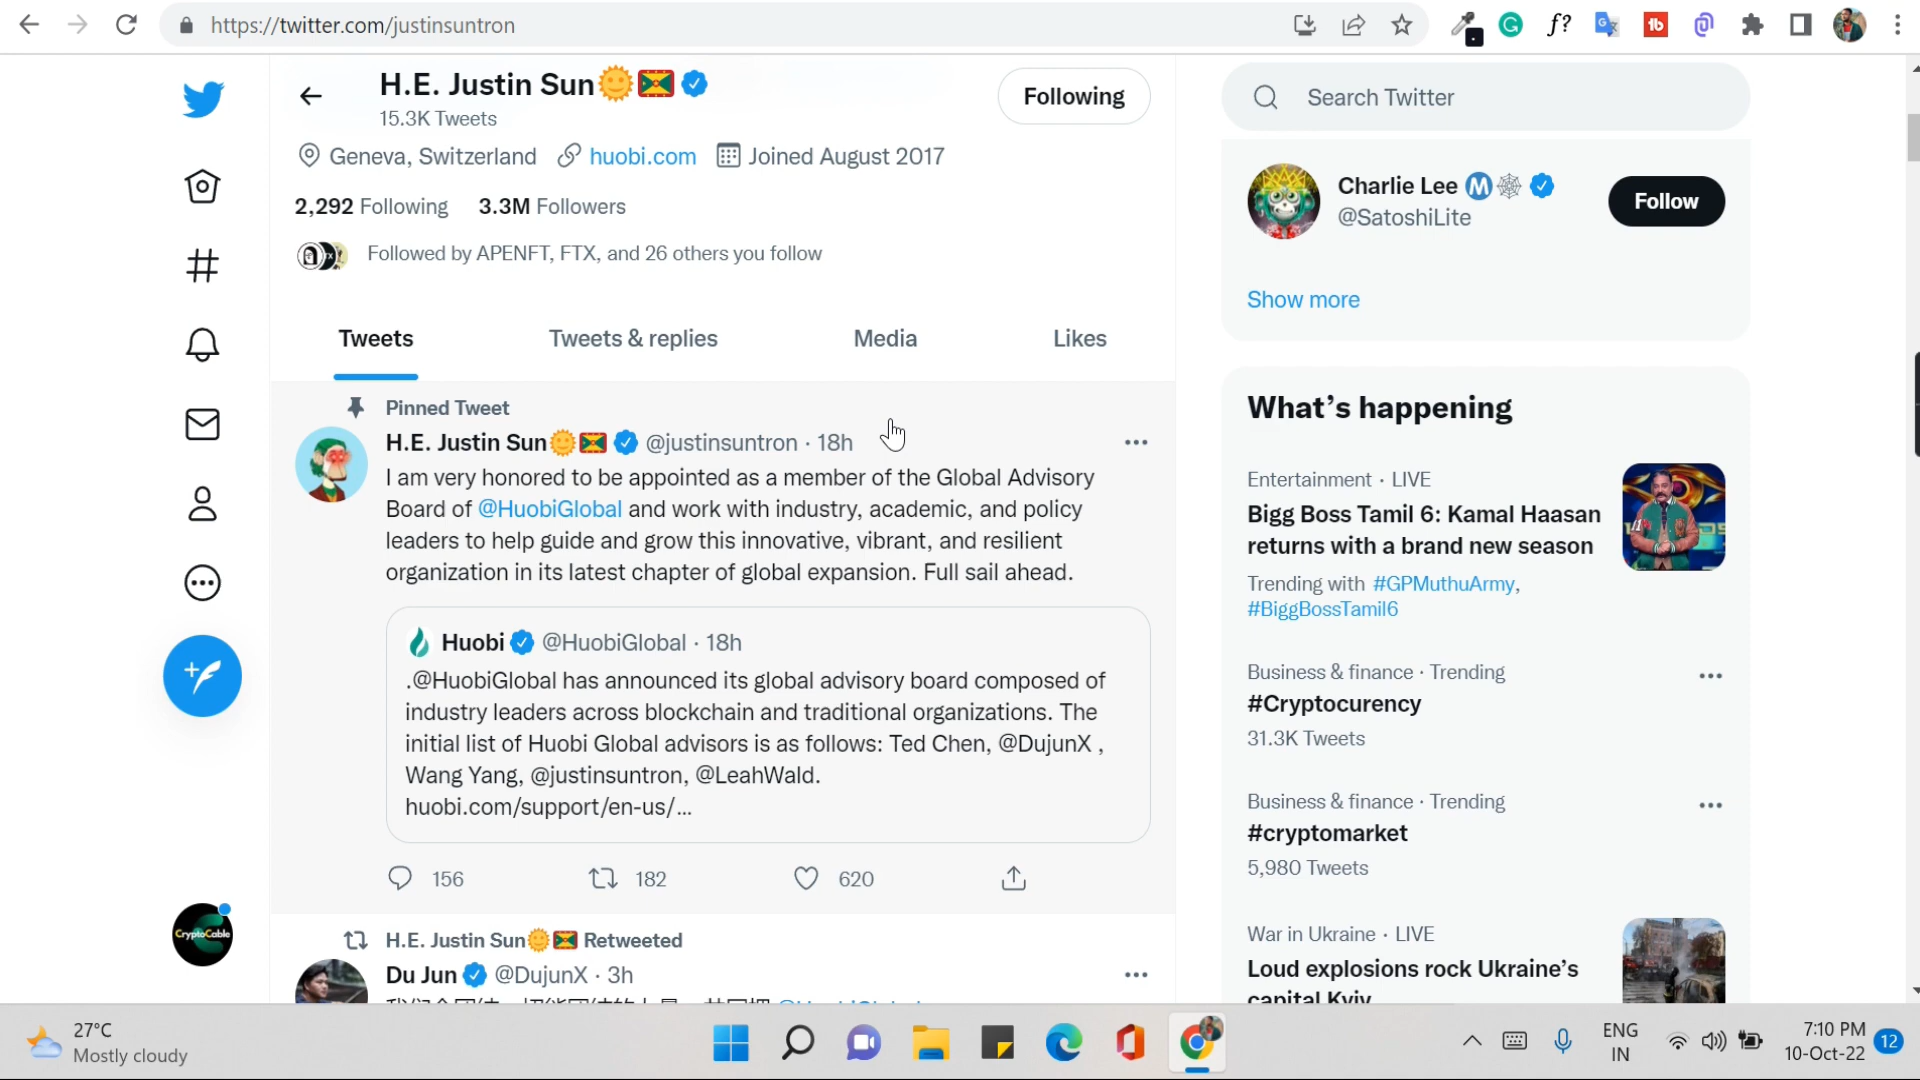 https://twitter.com/justinsuntron
H.E. Justin Sun
15.3K Tweets
Following
Geneva, Switzerland huobi.com Joined August 2017
2,292 Following 3.3M Followers
Followed by APENFT, FTX, and 26 others you follow
Tweets Tweets & replies Media Likes
Pinned Tweet
H.E. Justin Sun @justinsuntron · 18h
I am very honored to be appointed as a member of the Global Advisory
Board of @HuobiGlobal and work with industry, academic, and policy
leaders to help guide and grow this innovative, vibrant, and resilient
organization in its latest chapter of global expansion. Full sail ahead.
Huobi @HuobiGlobal · 18h
.@HuobiGlobal has announced its global advisory board composed of
industry leaders across blockchain and traditional organizations. The
initial list of Huobi Global advisors is as follows: Ted Chen, @DujunX ,
Wang Yang, @justinsuntron, @LeahWald.
huobi.com/support/en-us/...
156 182 620
H.E. Justin Sun Retweeted
Du Jun @DujunX · 3h
Search Twitter
Charlie Lee
@SatoshiLite
Follow
Show more
What's happening
Entertainment · LIVE
Bigg Boss Tamil 6: Kamal Haasan
returns with a brand new season
Trending with #GPMuthuArmy,
#BiggBossTamil6
Business & finance · Trending
#Cryptocurency
31.3K Tweets
Business & finance · Trending
#cryptomarket
5,980 Tweets
War in Ukraine · LIVE
Loud explosions rock Ukraine's
capital Kyiv
CryptoCable
27°C
Mostly cloudy
ENG
IN
7:10 PM
10-Oct-22
12